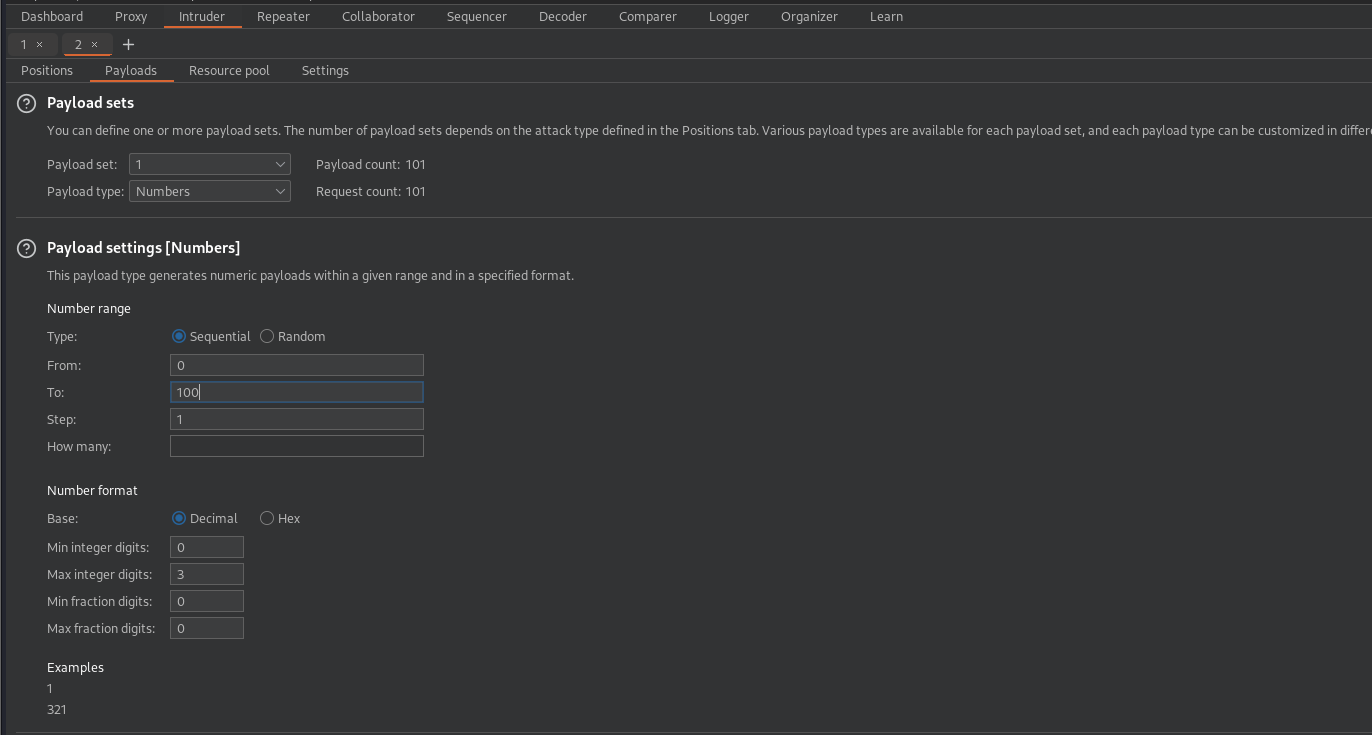 Dashboard Proxy Intruder Repeater Collaborator Sequencer Decoder Comparer Logger Organizer Learn
1 × 2 × +
Positions Payloads Resource pool Settings
? Payload sets
You can define one or more payload sets. The number of payload sets depends on the attack type defined in the Positions tab. Various payload types are available for each payload set, and each payload type can be customized in differe
Payload set: 1 Payload count: 101
Payload type: Numbers Request count: 101
? Payload settings [Numbers]
This payload type generates numeric payloads within a given range and in a specified format.
Number range
Type: Sequential Random
From: 0
To: 100
Step: 1
How many:
Number format
Base: Decimal Hex
Min integer digits: 0
Max integer digits: 3
Min fraction digits: 0
Max fraction digits: 0
Examples
1
321